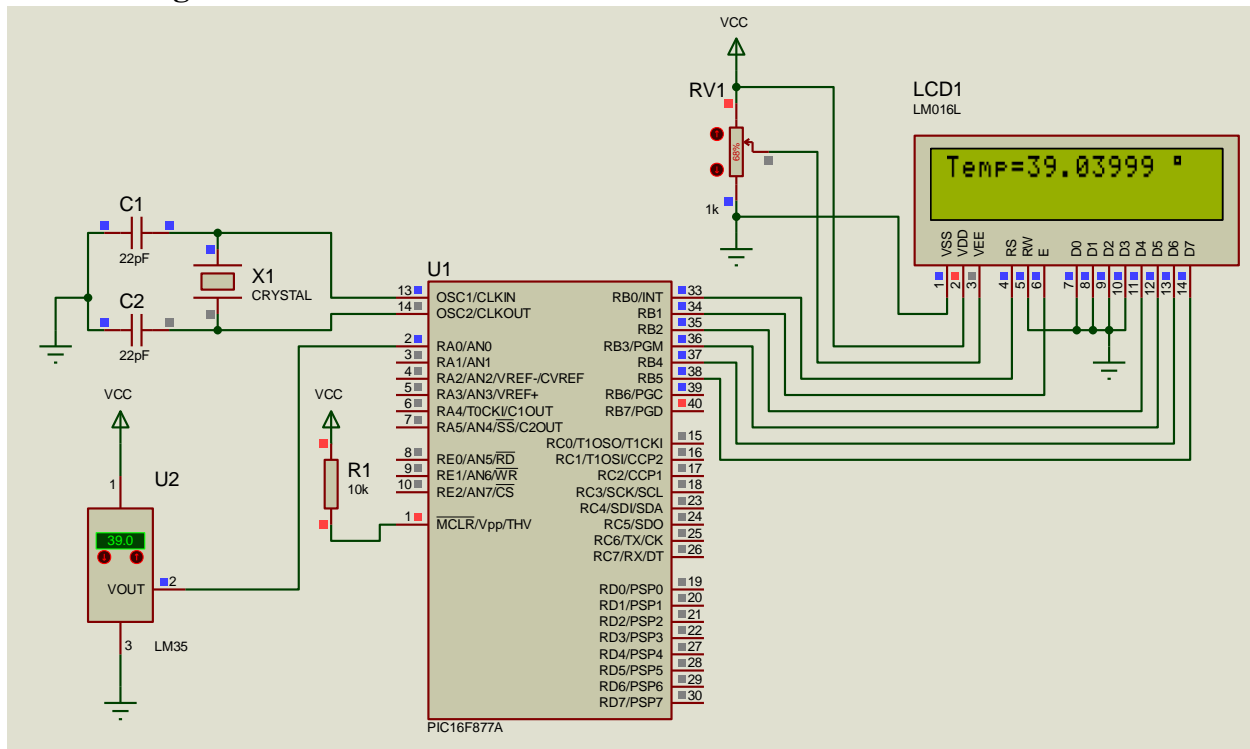 VCC
RV1
68%
1k
LCD1
LM016L
Temp=39.03999 °
VSS
VDD
VEE
RS
RW
E
D0
D1
D2
D3
D4
D5
D6
D7
1
2
3
4
5
6
7
8
9
10
11
12
13
14
C1
22pF
X1
CRYSTAL
C2
22pF
U1
13 OSC1/CLKIN
14 OSC2/CLKOUT
2 RA0/AN0
3 RA1/AN1
4 RA2/AN2/VREF-/CVREF
5 RA3/AN3/VREF+
6 RA4/T0CKI/C1OUT
7 RA5/AN4/SS/C2OUT
8 RE0/AN5/RD
9 RE1/AN6/WR
10 RE2/AN7/CS
1 MCLR/Vpp/THV
RB0/INT 33
RB1 34
RB2 35
RB3/PGM 36
RB4 37
RB5 38
RB6/PGC 39
RB7/PGD 40
RC0/T1OSO/T1CKI 15
RC1/T1OSI/CCP2 16
RC2/CCP1 17
RC3/SCK/SCL 18
RC4/SDI/SDA 23
RC5/SDO 24
RC6/TX/CK 25
RC7/RX/DT 26
RD0/PSP0 19
RD1/PSP1 20
RD2/PSP2 21
RD3/PSP3 22
RD4/PSP4 27
RD5/PSP5 28
RD6/PSP6 29
RD7/PSP7 30
PIC16F877A
VCC
R1
10k
VCC
1
U2
39.0
VOUT
2
3
LM35